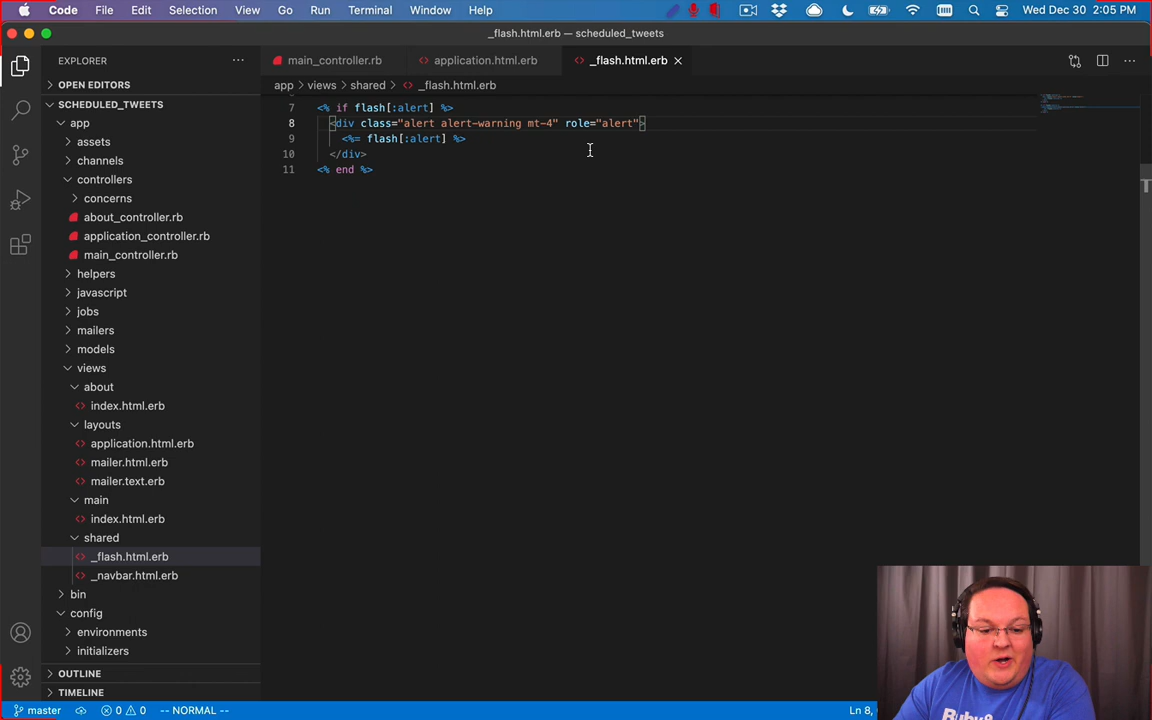 Code File Edit Selection View Go Run Terminal Window Help Wed Dec 30 2:05 PM
_flash.html.erb — scheduled_tweets
EXPLORER
main_controller.rb application.html.erb _flash.html.erb
OPEN EDITORS
app > views > shared > _flash.html.erb
SCHEDULED_TWEETS
app
assets
channels
controllers
concerns
about_controller.rb
application_controller.rb
main_controller.rb
helpers
javascript
jobs
mailers
models
views
about
index.html.erb
layouts
application.html.erb
mailer.html.erb
mailer.text.erb
main
index.html.erb
shared
_flash.html.erb
_navbar.html.erb
bin
config
environments
initializers
OUTLINE
TIMELINE
7 <% if flash[:alert] %>
8 <div class="alert alert-warning mt-4" role="alert">
9 <%= flash[:alert] %>
10 </div>
11 <% end %>
master 0 0 -- NORMAL -- Ln 8,